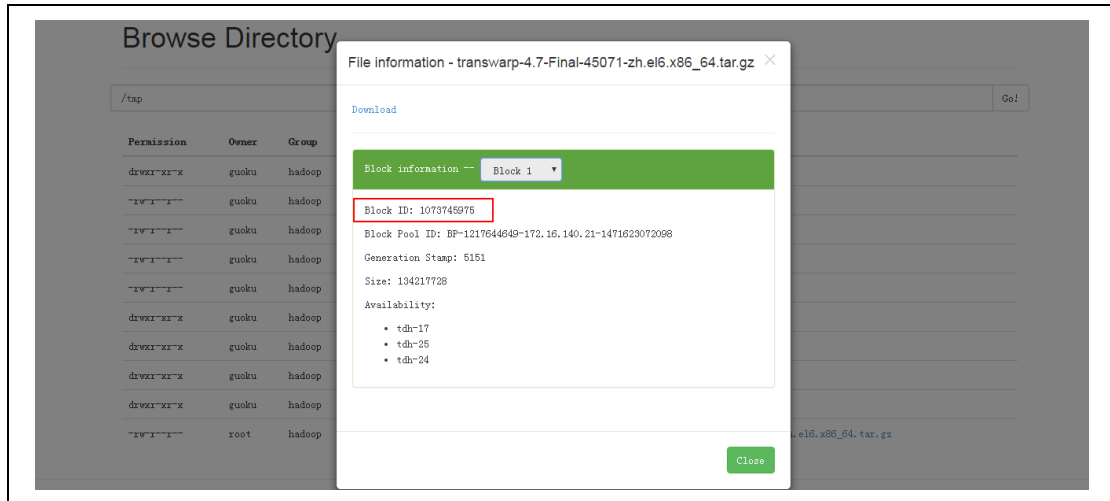 Browse Directory
File information - transwarp-4.7-Final-45071-zh.el6.x86_64.tar.gz ×
/tmp
Go!
Download
Permission Owner Group
drwxr-xr-x guoku hadoop
-rw-r--r-- guoku hadoop
-rw-r--r-- guoku hadoop
-rw-r--r-- guoku hadoop
-rw-r--r-- guoku hadoop
drwxr-xr-x guoku hadoop
drwxr-xr-x guoku hadoop
drwxr-xr-x guoku hadoop
drwxr-xr-x guoku hadoop
-rw-r--r-- root hadoop
.el6.x86_64.tar.gz
Block information -- Block 1
Block ID: 1073745975
Block Pool ID: BP-1217644649-172.16.140.21-1471623072098
Generation Stamp: 5151
Size: 134217728
Availability:
• tdh-17
• tdh-25
• tdh-24
Close